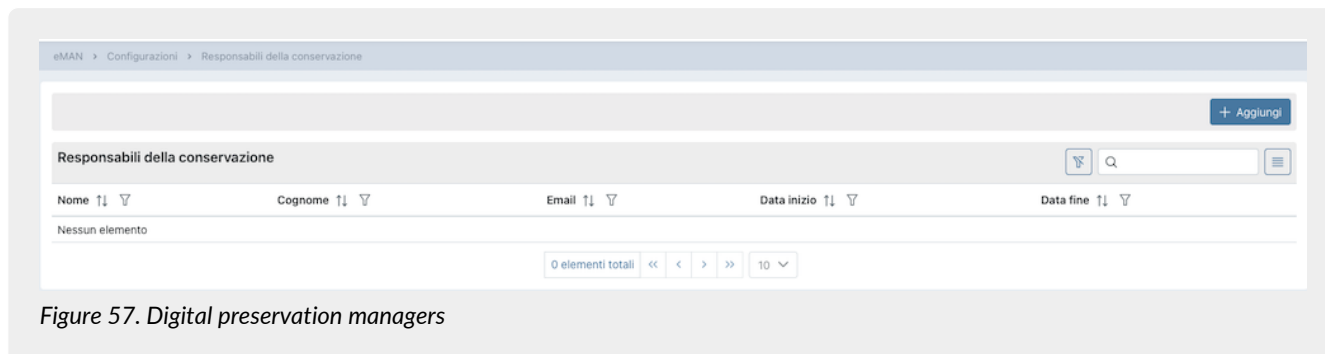 eMAN > Configurazioni > Responsabili della conservazione
+ Aggiungi
Responsabili della conservazione
Nome Cognome Email Data inizio Data fine
Nessun elemento
0 elementi totali << < > >> 10
Figure 57. Digital preservation managers